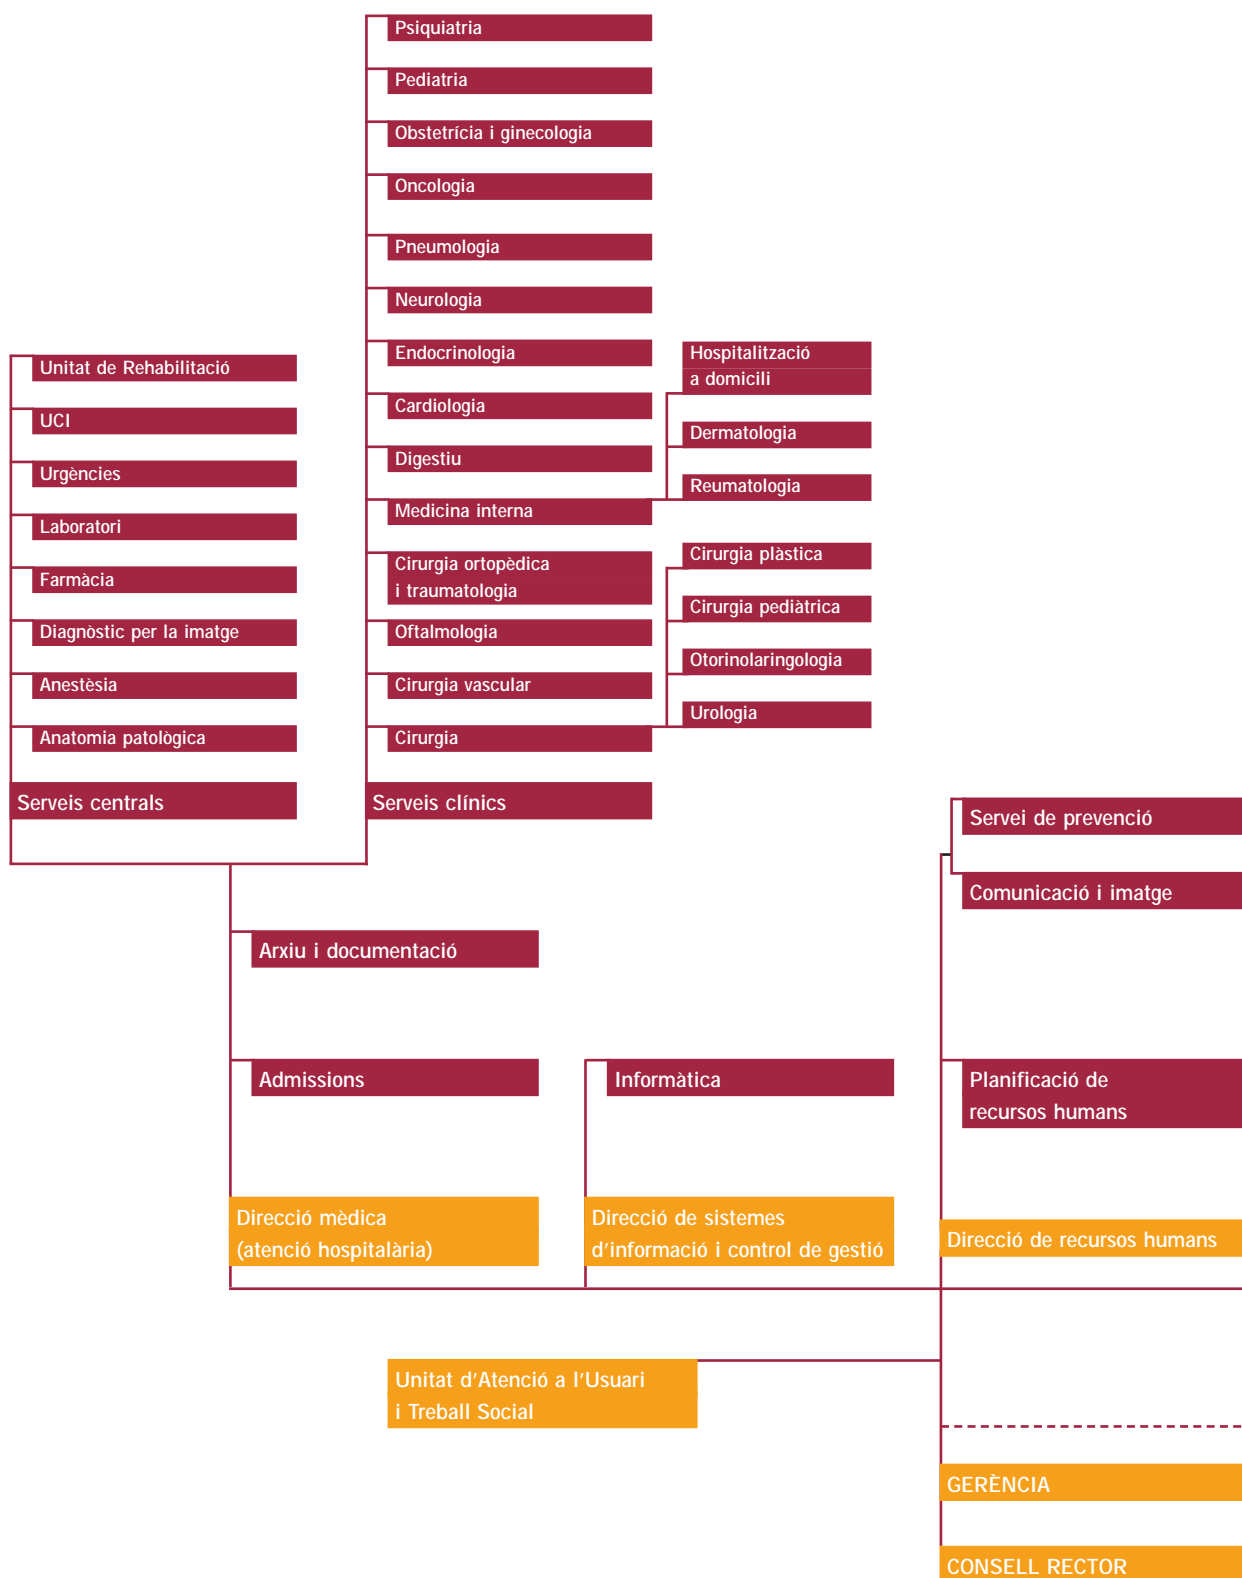 Psiquiatria
Pediatria
Obstetrícia i ginecologia
Oncologia
Pneumologia
Neurologia
Endocrinologia
Cardiologia
Digestiu
Medicina interna
Cirurgia ortopèdica
i traumatologia
Oftalmologia
Cirurgia vascular
Cirurgia
Serveis clínics
Unitat de Rehabilitació
UCI
Urgències
Laboratori
Farmàcia
Diagnòstic per la imatge
Anestèsia
Anatomia patològica
Serveis centrals
Hospitalització
a domicili
Dermatologia
Reumatologia
Cirurgia plàstica
Cirurgia pediàtrica
Otorinolaringologia
Urologia
Servei de prevenció
Comunicació i imatge
Arxiu i documentació
Admissions
Informàtica
Planificació de
recursos humans
Direcció mèdica
(atenció hospitalària)
Direcció de sistemes
d'informació i control de gestió
Direcció de recursos humans
Unitat d'Atenció a l'Usuari
i Treball Social
GERÈNCIA
CONSELL RECTOR